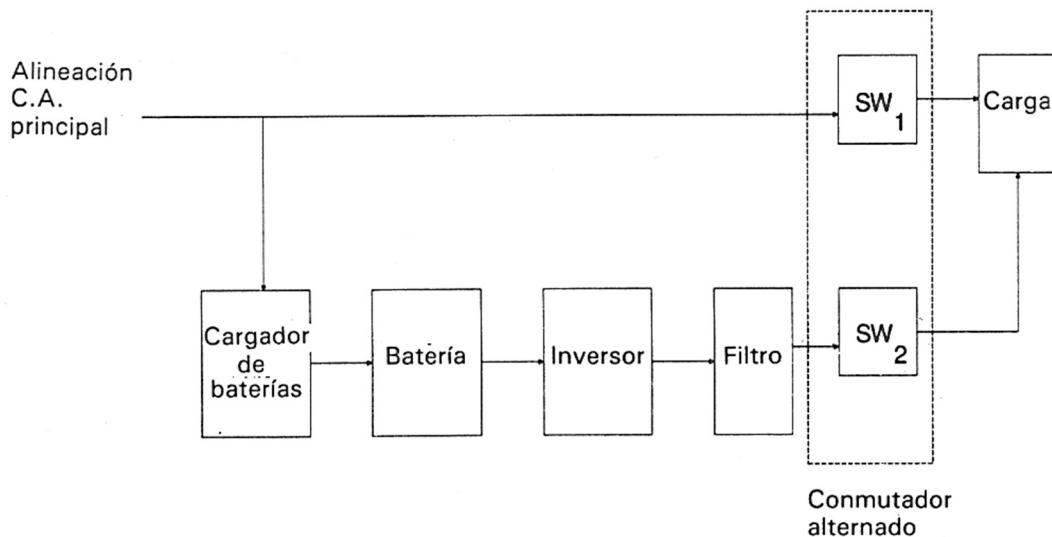 Alineación
C.A.
principal
SW1
Carga
Cargador
de
baterías
Batería
Inversor
Filtro
SW2
Conmutador
alternado